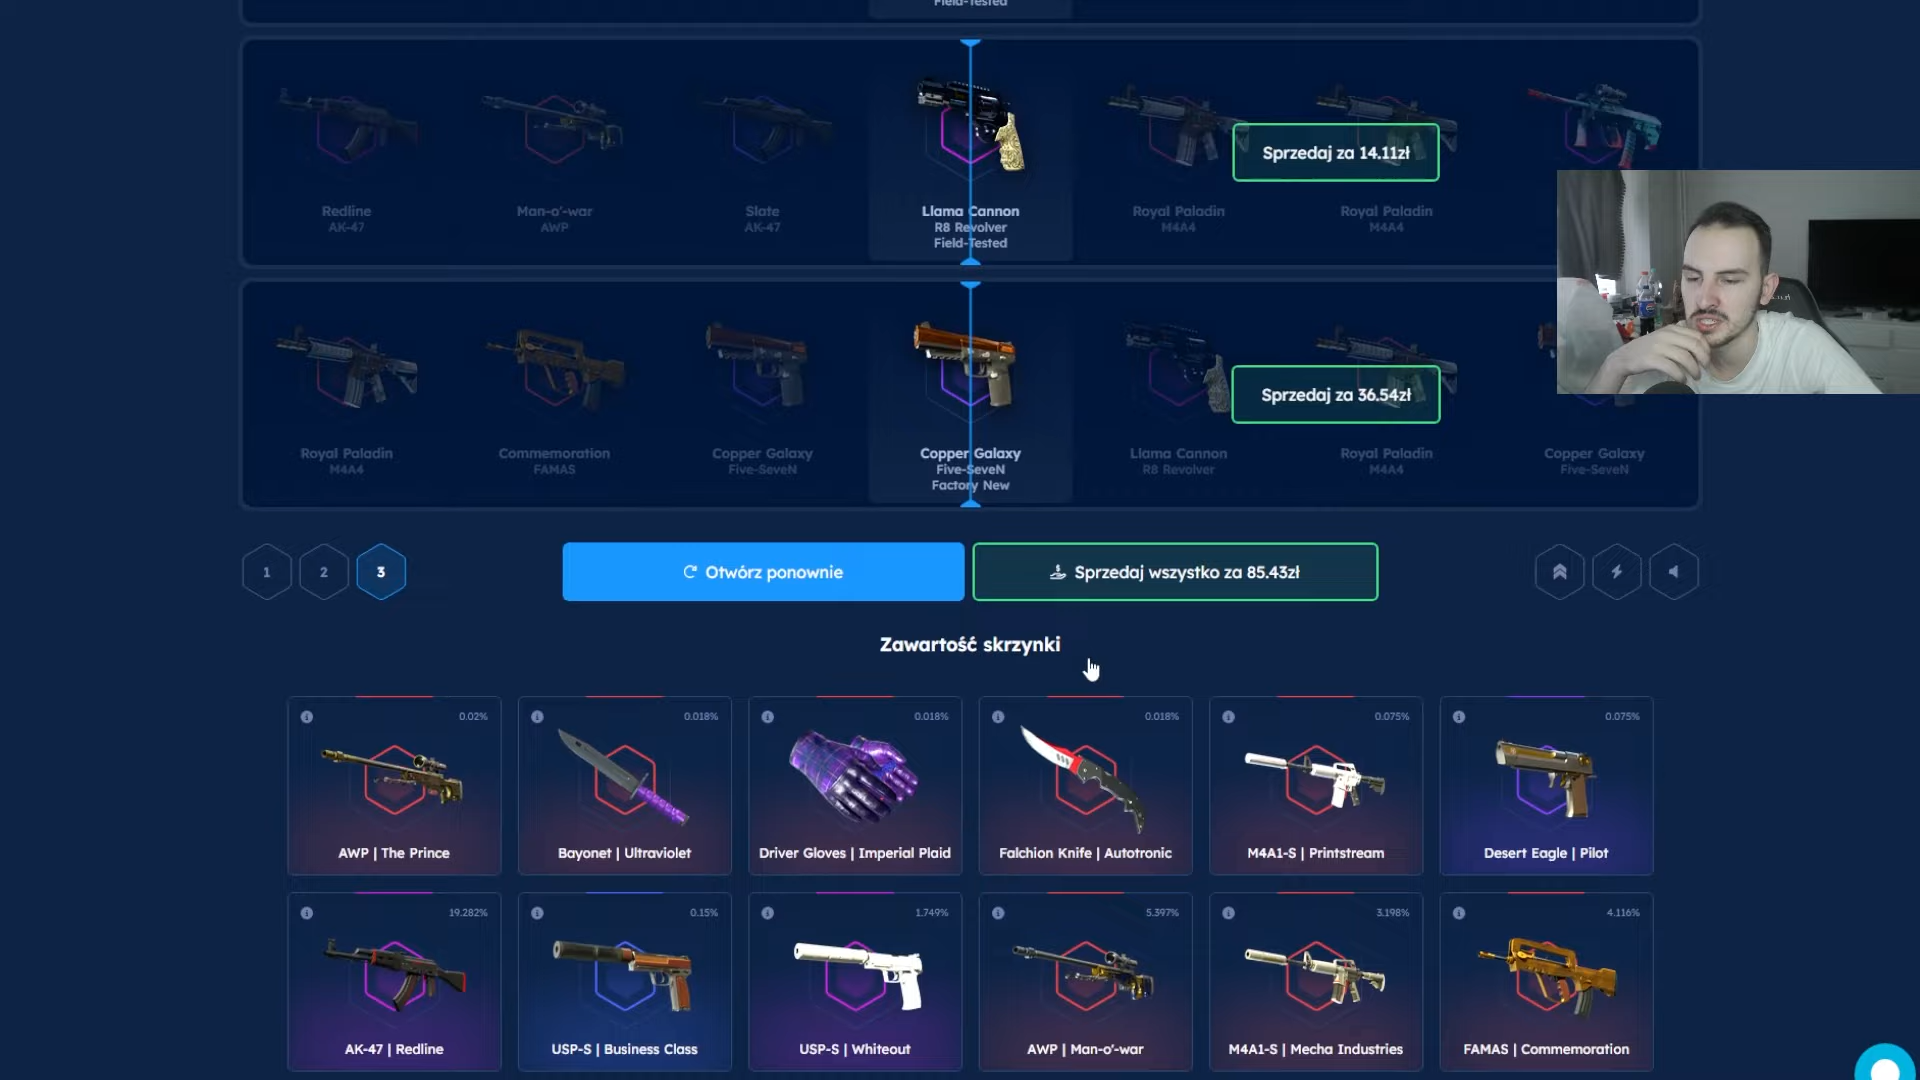 Field-Tested
Sprzedaj za 14.11zł
Redline
AK-47
Man-o'-war
AWP
Slate
AK-47
Llama Cannon
R8 Revolver
Field-Tested
Royal Paladin
M4A4
Royal Paladin
M4A4
Sprzedaj za 36.54zł
Royal Paladin
M4A4
Commemoration
FAMAS
Copper Galaxy
Five-SeveN
Copper Galaxy
Five-SeveN
Factory New
Llama Cannon
R8 Revolver
Royal Paladin
M4A4
Copper Galaxy
Five-SeveN
1
2
3
Otwórz ponownie
Sprzedaj wszystko za 85.43zł
Zawartość skrzynki
0.02%
0.018%
0.018%
0.018%
0.075%
0.075%
AWP | The Prince
Bayonet | Ultraviolet
Driver Gloves | Imperial Plaid
Falchion Knife | Autotronic
M4A1-S | Printstream
Desert Eagle | Pilot
19.282%
0.15%
1.749%
5.397%
3.198%
4.116%
AK-47 | Redline
USP-S | Business Class
USP-S | Whiteout
AWP | Man-o'-war
M4A1-S | Mecha Industries
FAMAS | Commemoration